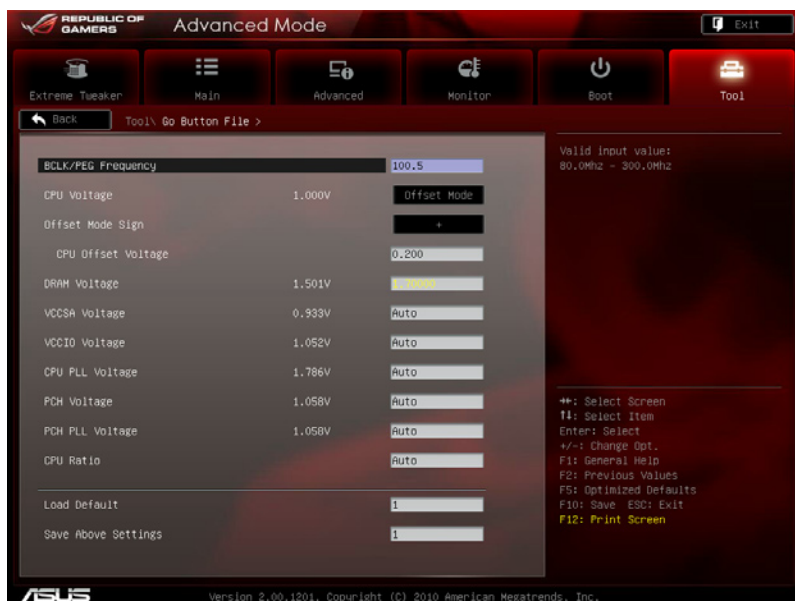 REPUBLIC OF
GAMERS
Advanced Mode
Exit
Extreme Tweaker
Main
Advanced
Monitor
Boot
Tool
Back
Tool\ Go Button File >
BCLK/PEG Frequency 100.5
CPU Voltage 1.000V Offset Mode
Offset Mode Sign +
CPU Offset Voltage 0.200
DRAM Voltage 1.501V 1.70000
VCCSA Voltage 0.933V Auto
VCCIO Voltage 1.052V Auto
CPU PLL Voltage 1.786V Auto
PCH Voltage 1.058V Auto
PCH PLL Voltage 1.058V Auto
CPU Ratio Auto
Load Default 1
Save Above Settings 1
Valid input value:
80.0Mhz - 300.0Mhz
→←: Select Screen
↑↓: Select Item
Enter: Select
+/-: Change Opt.
F1: General Help
F2: Previous Values
F5: Optimized Defaults
F10: Save ESC: Exit
F12: Print Screen
ASUS
Version 2.00.1201. Copyright (C) 2010 American Megatrends, Inc.